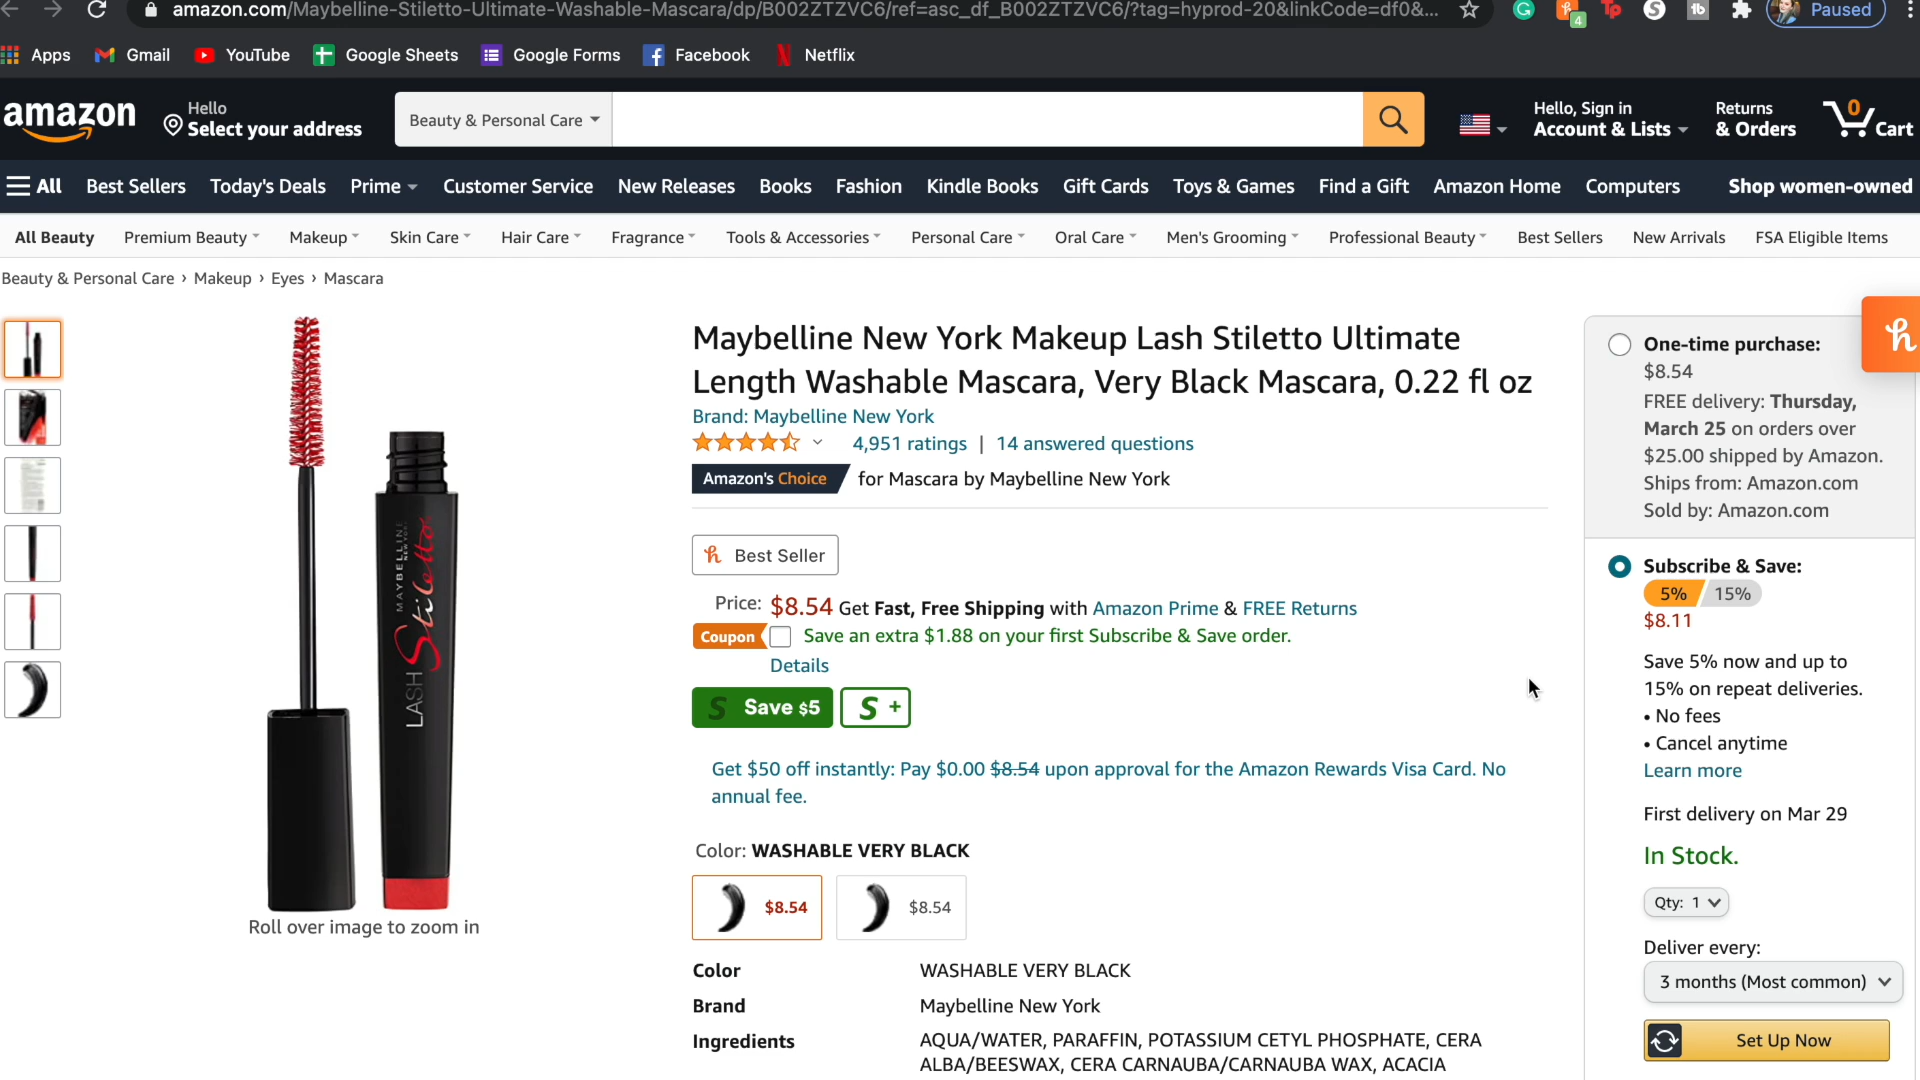 amazon.com/Maybelline-Stiletto-Ultimate-Washable-Mascara/dp/B002ZTZVC6/ref=asc_df_B002ZTZVC6/?tag=hyprod-20&linkCode=df0&...
4
Paused
Apps
Gmail
YouTube
Google Sheets
Google Forms
Facebook
Netflix
amazon
Hello
Select your address
Beauty & Personal Care
Hello, Sign in
Account & Lists
Returns
& Orders
0
Cart
All
Best Sellers
Today's Deals
Prime
Customer Service
New Releases
Books
Fashion
Kindle Books
Gift Cards
Toys & Games
Find a Gift
Amazon Home
Computers
Shop women-owned
All Beauty
Premium Beauty
Makeup
Skin Care
Hair Care
Fragrance
Tools & Accessories
Personal Care
Oral Care
Men's Grooming
Professional Beauty
Best Sellers
New Arrivals
FSA Eligible Items
Beauty & Personal Care › Makeup › Eyes › Mascara
MAYBELLINE
NEW YORK
LASH Stiletto
Roll over image to zoom in
Maybelline New York Makeup Lash Stiletto Ultimate
Length Washable Mascara, Very Black Mascara, 0.22 fl oz
Brand: Maybelline New York
4,951 ratings | 14 answered questions
Amazon's Choice for Mascara by Maybelline New York
Best Seller
Price: $8.54 Get Fast, Free Shipping with Amazon Prime & FREE Returns
Coupon Save an extra $1.88 on your first Subscribe & Save order.
Details
S Save $5
S +
Get $50 off instantly: Pay $0.00 $8.54 upon approval for the Amazon Rewards Visa Card. No
annual fee.
Color: WASHABLE VERY BLACK
$8.54
$8.54
Color WASHABLE VERY BLACK
Brand Maybelline New York
Ingredients AQUA/WATER, PARAFFIN, POTASSIUM CETYL PHOSPHATE, CERA
ALBA/BEESWAX, CERA CARNAUBA/CARNAUBA WAX, ACACIA
One-time purchase:
$8.54
FREE delivery: Thursday,
March 25 on orders over
$25.00 shipped by Amazon.
Ships from: Amazon.com
Sold by: Amazon.com
h
Subscribe & Save:
5% 15%
$8.11
Save 5% now and up to
15% on repeat deliveries.
• No fees
• Cancel anytime
Learn more
First delivery on Mar 29
In Stock.
Qty: 1
Deliver every:
3 months (Most common)
Set Up Now